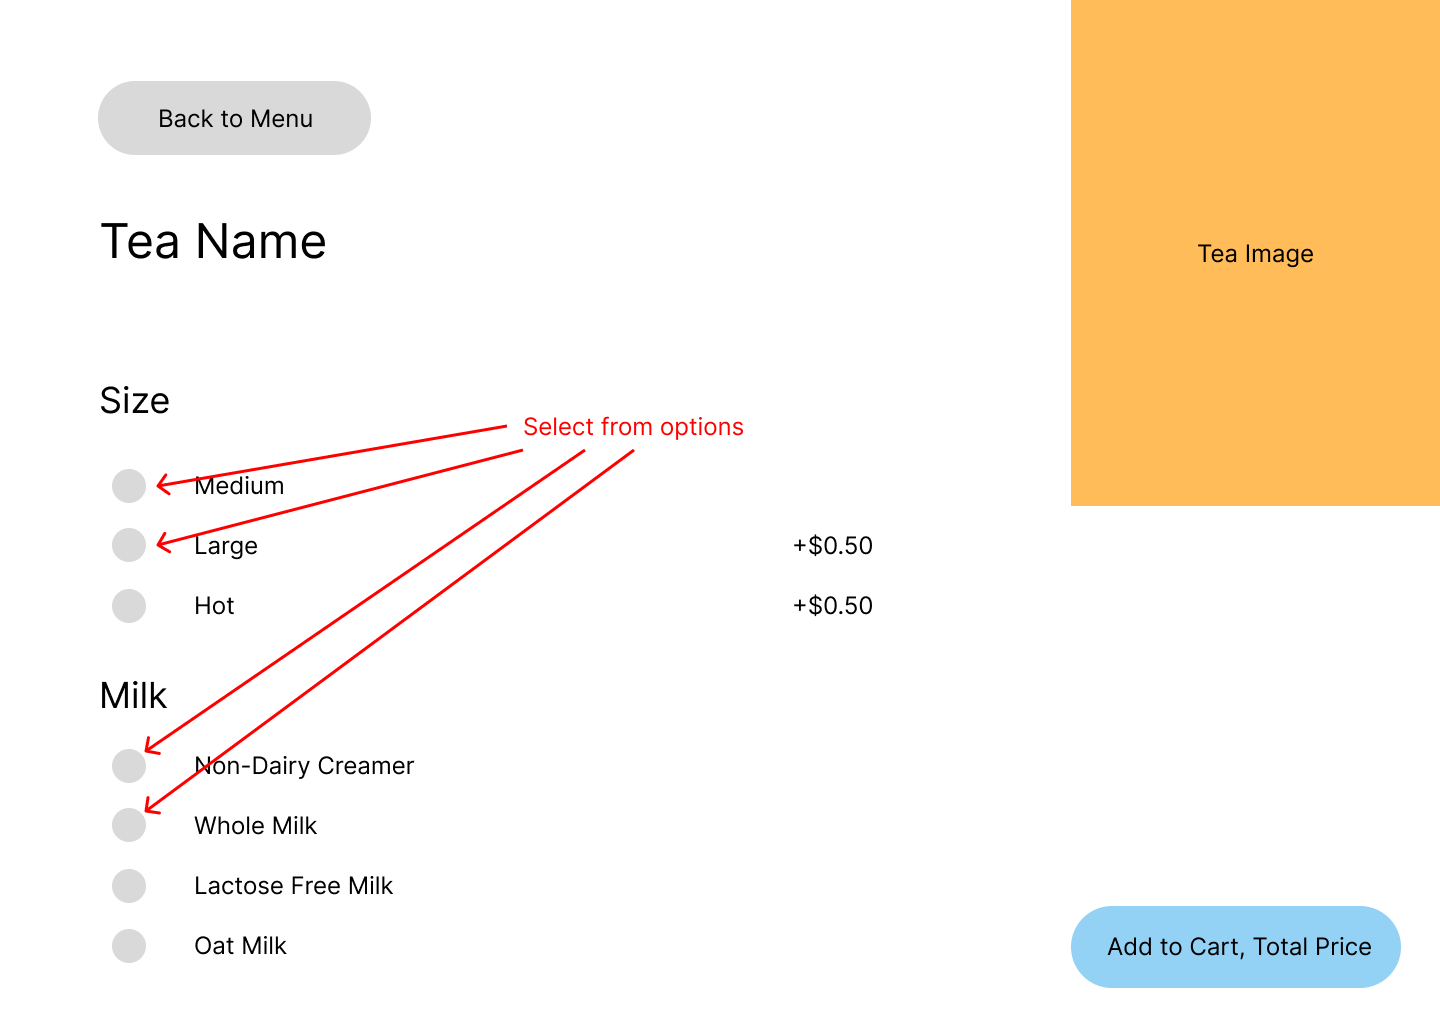 Back to Menu
Tea Name
Tea Image
Size
Select from options
Medium
Large +$0.50
Hot +$0.50
Milk
Non-Dairy Creamer
Whole Milk
Lactose Free Milk
Oat Milk
Add to Cart, Total Price